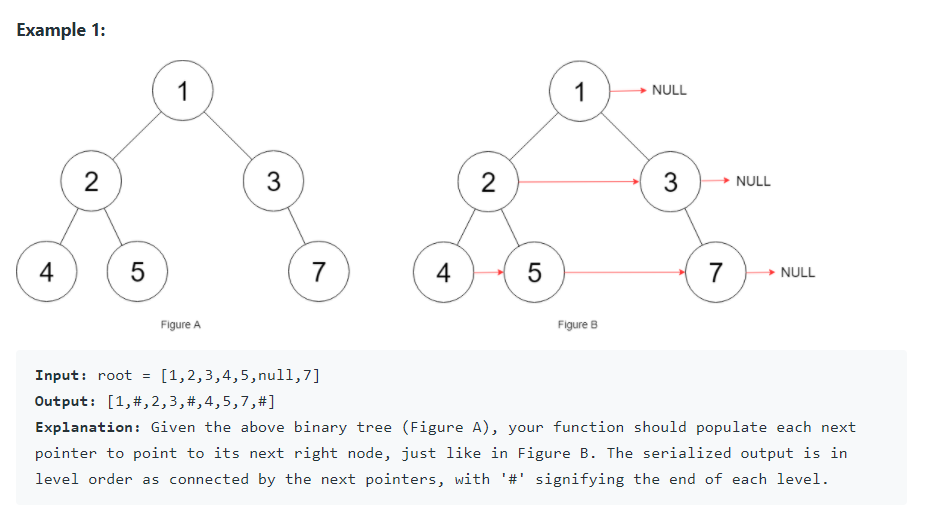 Example 1:
1
1
NULL
2
3
2
3
NULL
4
5
7
4
5
7
NULL
Figure A
Figure B
Input: root = [1,2,3,4,5,null,7]
Output: [1,#,2,3,#,4,5,7,#]
Explanation: Given the above binary tree (Figure A), your function should populate each next
pointer to point to its next right node, just like in Figure B. The serialized output is in
level order as connected by the next pointers, with '#' signifying the end of each level.